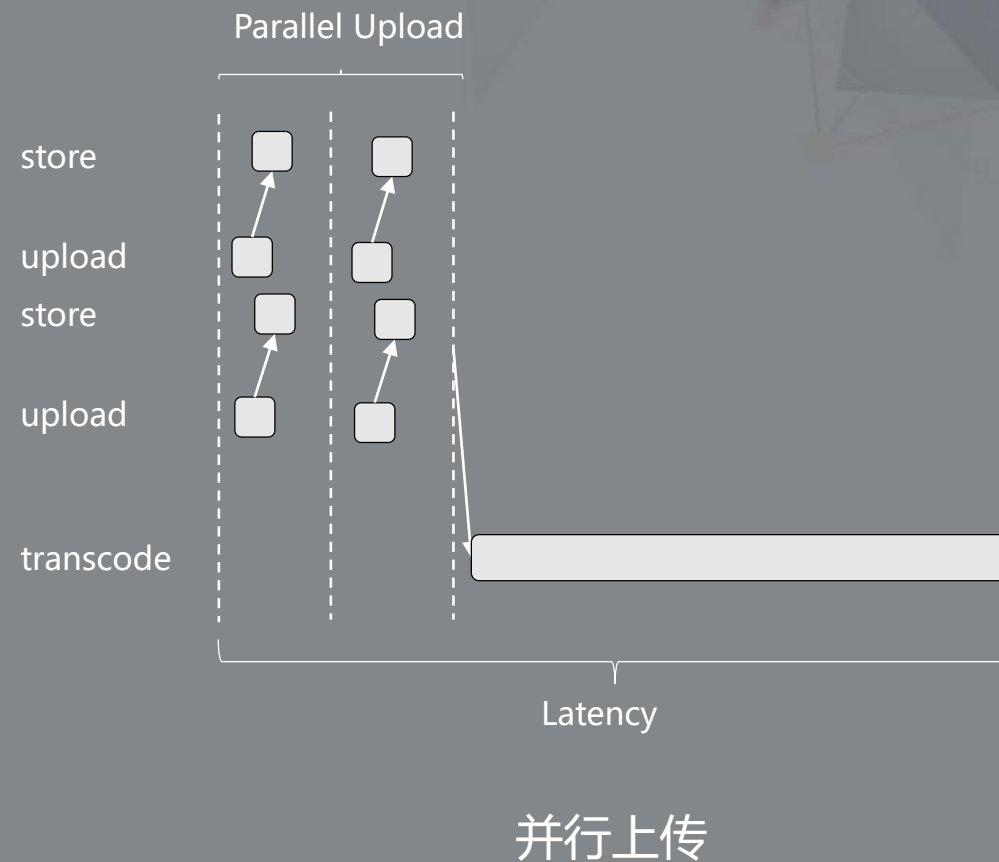 Parallel Upload
store
upload
store
upload
transcode
Latency
并行上传